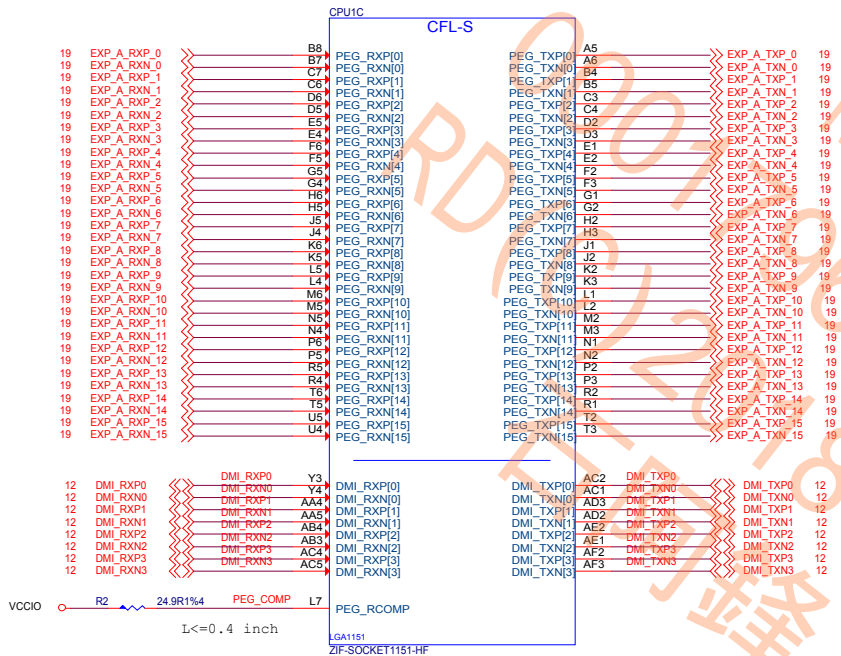 CPU1C
CFL-S
19 EXP_A_RXP_0 B8 PEG_RXP[0] PEG_TXP[0] A5 EXP_A_TXP_0 19
19 EXP_A_RXN_0 B7 PEG_RXN[0] PEG_TXN[0] A6 EXP_A_TXN_0 19
19 EXP_A_RXP_1 C7 PEG_RXP[1] PEG_TXP[1] B4 EXP_A_TXP_1 19
19 EXP_A_RXN_1 C6 PEG_RXN[1] PEG_TXN[1] B5 EXP_A_TXN_1 19
19 EXP_A_RXP_2 D6 PEG_RXP[2] PEG_TXP[2] C3 EXP_A_TXP_2 19
19 EXP_A_RXN_2 D5 PEG_RXN[2] PEG_TXN[2] C4 EXP_A_TXN_2 19
19 EXP_A_RXP_3 E5 PEG_RXP[3] PEG_TXP[3] D2 EXP_A_TXP_3 19
19 EXP_A_RXN_3 E4 PEG_RXN[3] PEG_TXN[3] D3 EXP_A_TXN_3 19
19 EXP_A_RXP_4 F6 PEG_RXP[4] PEG_TXP[4] E1 EXP_A_TXP_4 19
19 EXP_A_RXN_4 F5 PEG_RXN[4] PEG_TXN[4] E2 EXP_A_TXN_4 19
19 EXP_A_RXP_5 G5 PEG_RXP[5] PEG_TXP[5] F2 EXP_A_TXP_5 19
19 EXP_A_RXN_5 G4 PEG_RXN[5] PEG_TXN[5] F3 EXP_A_TXN_5 19
19 EXP_A_RXP_6 H6 PEG_RXP[6] PEG_TXP[6] G1 EXP_A_TXP_6 19
19 EXP_A_RXN_6 H5 PEG_RXN[6] PEG_TXN[6] G2 EXP_A_TXN_6 19
19 EXP_A_RXP_7 J5 PEG_RXP[7] PEG_TXP[7] H2 EXP_A_TXP_7 19
19 EXP_A_RXN_7 J4 PEG_RXN[7] PEG_TXN[7] H3 EXP_A_TXN_7 19
19 EXP_A_RXP_8 K6 PEG_RXP[8] PEG_TXP[8] J1 EXP_A_TXP_8 19
19 EXP_A_RXN_8 K5 PEG_RXN[8] PEG_TXN[8] J2 EXP_A_TXN_8 19
19 EXP_A_RXP_9 L5 PEG_RXP[9] PEG_TXP[9] K2 EXP_A_TXP_9 19
19 EXP_A_RXN_9 L4 PEG_RXN[9] PEG_TXN[9] K3 EXP_A_TXN_9 19
19 EXP_A_RXP_10 M6 PEG_RXP[10] PEG_TXP[10] L1 EXP_A_TXP_10 19
19 EXP_A_RXN_10 M5 PEG_RXN[10] PEG_TXN[10] L2 EXP_A_TXN_10 19
19 EXP_A_RXP_11 N5 PEG_RXP[11] PEG_TXP[11] M2 EXP_A_TXP_11 19
19 EXP_A_RXN_11 N4 PEG_RXN[11] PEG_TXN[11] M3 EXP_A_TXN_11 19
19 EXP_A_RXP_12 P6 PEG_RXP[12] PEG_TXP[12] N1 EXP_A_TXP_12 19
19 EXP_A_RXN_12 P5 PEG_RXN[12] PEG_TXN[12] N2 EXP_A_TXN_12 19
19 EXP_A_RXP_13 R5 PEG_RXP[13] PEG_TXP[13] P2 EXP_A_TXP_13 19
19 EXP_A_RXN_13 R4 PEG_RXN[13] PEG_TXN[13] P3 EXP_A_TXN_13 19
19 EXP_A_RXP_14 T6 PEG_RXP[14] PEG_TXP[14] R2 EXP_A_TXP_14 19
19 EXP_A_RXN_14 T5 PEG_RXN[14] PEG_TXN[14] R1 EXP_A_TXN_14 19
19 EXP_A_RXP_15 U5 PEG_RXP[15] PEG_TXP[15] T2 EXP_A_TXP_15 19
19 EXP_A_RXN_15 U4 PEG_RXN[15] PEG_TXN[15] T3 EXP_A_TXN_15 19
12 DMI_RXP0 DMI_RXP0 Y3 DMI_RXP[0] DMI_TXP[0] AC2 DMI_TXP0 DMI_TXP0 12
12 DMI_RXN0 DMI_RXN0 Y4 DMI_RXN[0] DMI_TXN[0] AC1 DMI_TXN0 DMI_TXN0 12
12 DMI_RXP1 DMI_RXP1 AA4 DMI_RXP[1] DMI_TXP[1] AD3 DMI_TXP1 DMI_TXP1 12
12 DMI_RXN1 DMI_RXN1 AA5 DMI_RXN[1] DMI_TXN[1] AD2 DMI_TXN1 DMI_TXN1 12
12 DMI_RXP2 DMI_RXP2 AB4 DMI_RXP[2] DMI_TXP[2] AE2 DMI_TXP2 DMI_TXP2 12
12 DMI_RXN2 DMI_RXN2 AB3 DMI_RXN[2] DMI_TXN[2] AE1 DMI_TXN2 DMI_TXN2 12
12 DMI_RXP3 DMI_RXP3 AC4 DMI_RXP[3] DMI_TXP[3] AF2 DMI_TXP3 DMI_TXP3 12
12 DMI_RXN3 DMI_RXN3 AC5 DMI_RXN[3] DMI_TXN[3] AF3 DMI_TXN3 DMI_TXN3 12
VCCIO R2 24.9R1%4 PEG_COMP L7 PEG_RCOMP
L<=0.4 inch
LGA1151
ZIF-SOCKET1151-HF